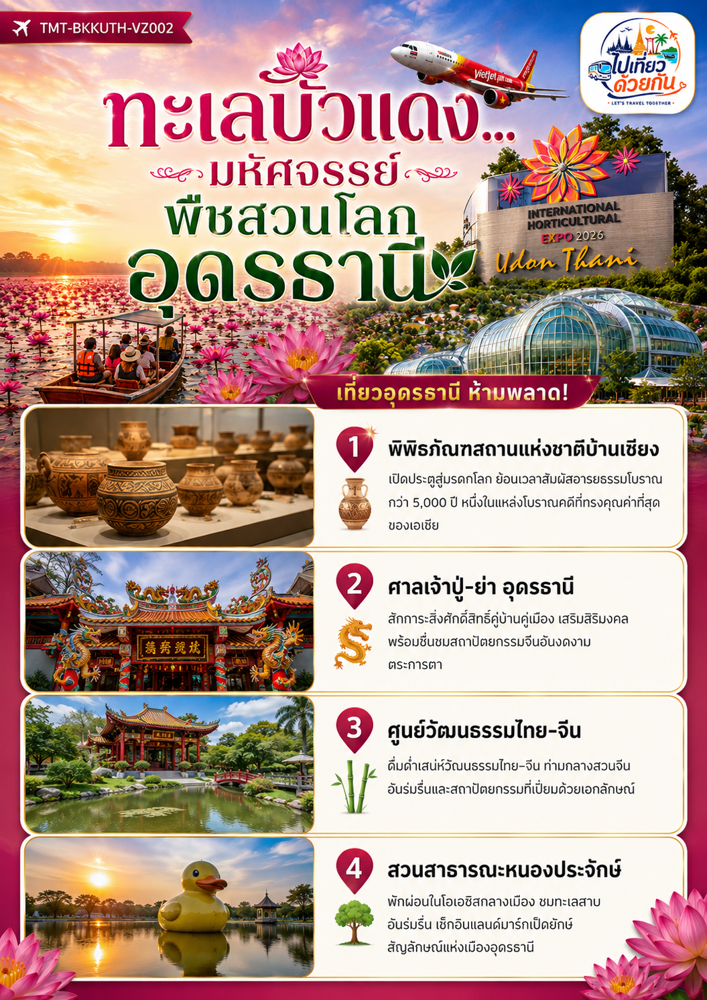 TMT-BKKUTH-VZ002
ไปเที่ยว
ด้วยกัน
• LET'S TRAVEL TOGETHER •
vietjet air.com
ทะเลบัวแดง...
มหัศจรรย์
พืชสวนโลก
อุดรธานี
INTERNATIONAL
HORTICULTURAL
EXPO 2026
Udon Thani
เที่ยวอุดรธานี ห้ามพลาด!
1
พิพิธภัณฑสถานแห่งชาติบ้านเชียง
เปิดประตูสู่มรดกโลก ย้อนเวลาสัมผัสอารยธรรมโบราณ
กว่า 5,000 ปี หนึ่งในแหล่งโบราณคดีที่ทรงคุณค่าที่สุด
ของเอเชีย
2
ศาลเจ้าปู่-ย่า อุดรธานี
สักการะสิ่งศักดิ์สิทธิ์คู่บ้านคู่เมือง เสริมสิริมงคล
พร้อมชื่นชมสถาปัตยกรรมจีนอันงดงาม
ตระการตา
3
ศูนย์วัฒนธรรมไทย-จีน
ดื่มด่ำเสน่ห์วัฒนธรรมไทย-จีน ท่ามกลางสวนจีน
อันร่มรื่นและสถาปัตยกรรมที่เปี่ยมด้วยเอกลักษณ์
4
สวนสาธารณะหนองประจักษ์
พักผ่อนในโอเอซิสกลางเมือง ชมทะเลสาบ
อันร่มรื่น เช็กอินแลนด์มาร์กเป็ดยักษ์
สัญลักษณ์แห่งเมืองอุดรธานี